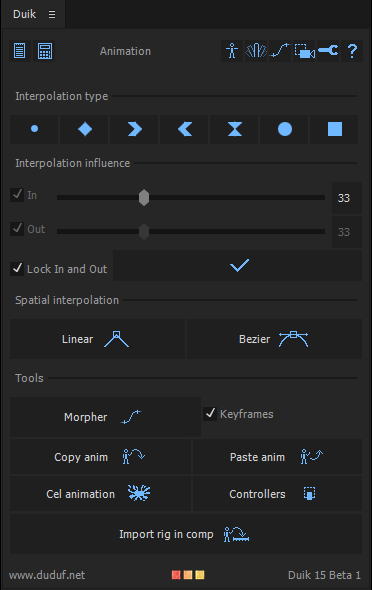 Duik
Animation
?
Interpolation type
Interpolation influence
In 33
Out 33
Lock In and Out
Spatial interpolation
Linear Bezier
Tools
Morpher Keyframes
Copy anim Paste anim
Cel animation Controllers
Import rig in comp
www.duduf.net Duik 15 Beta 1